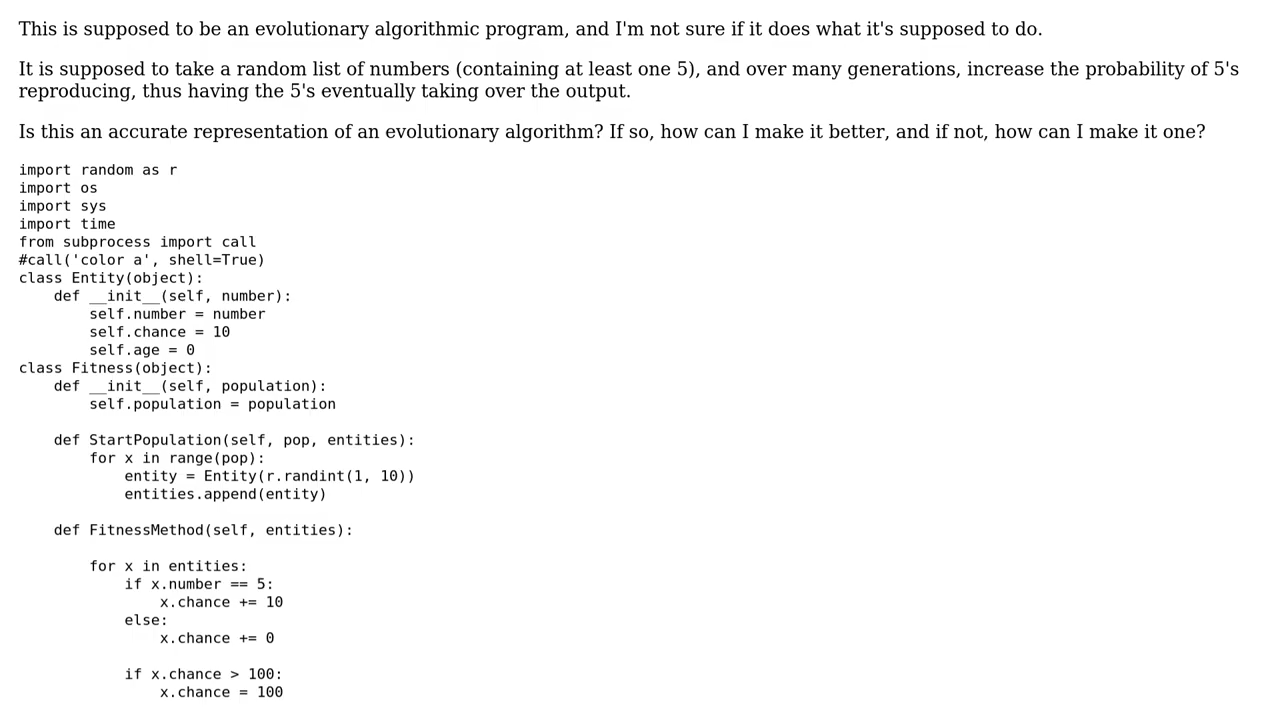 This is supposed to be an evolutionary algorithmic program, and I'm not sure if it does what it's supposed to do.
It is supposed to take a random list of numbers (containing at least one 5), and over many generations, increase the probability of 5's
reproducing, thus having the 5's eventually taking over the output.
Is this an accurate representation of an evolutionary algorithm? If so, how can I make it better, and if not, how can I make it one?
import random as r
import os
import sys
import time
from subprocess import call
#call('color a', shell=True)
class Entity(object):
    def __init__(self, number):
        self.number = number
        self.chance = 10
        self.age = 0
class Fitness(object):
    def __init__(self, population):
        self.population = population

    def StartPopulation(self, pop, entities):
        for x in range(pop):
            entity = Entity(r.randint(1, 10))
            entities.append(entity)

    def FitnessMethod(self, entities):

        for x in entities:
            if x.number == 5:
                x.chance += 10
            else:
                x.chance += 0

            if x.chance > 100:
                x.chance = 100